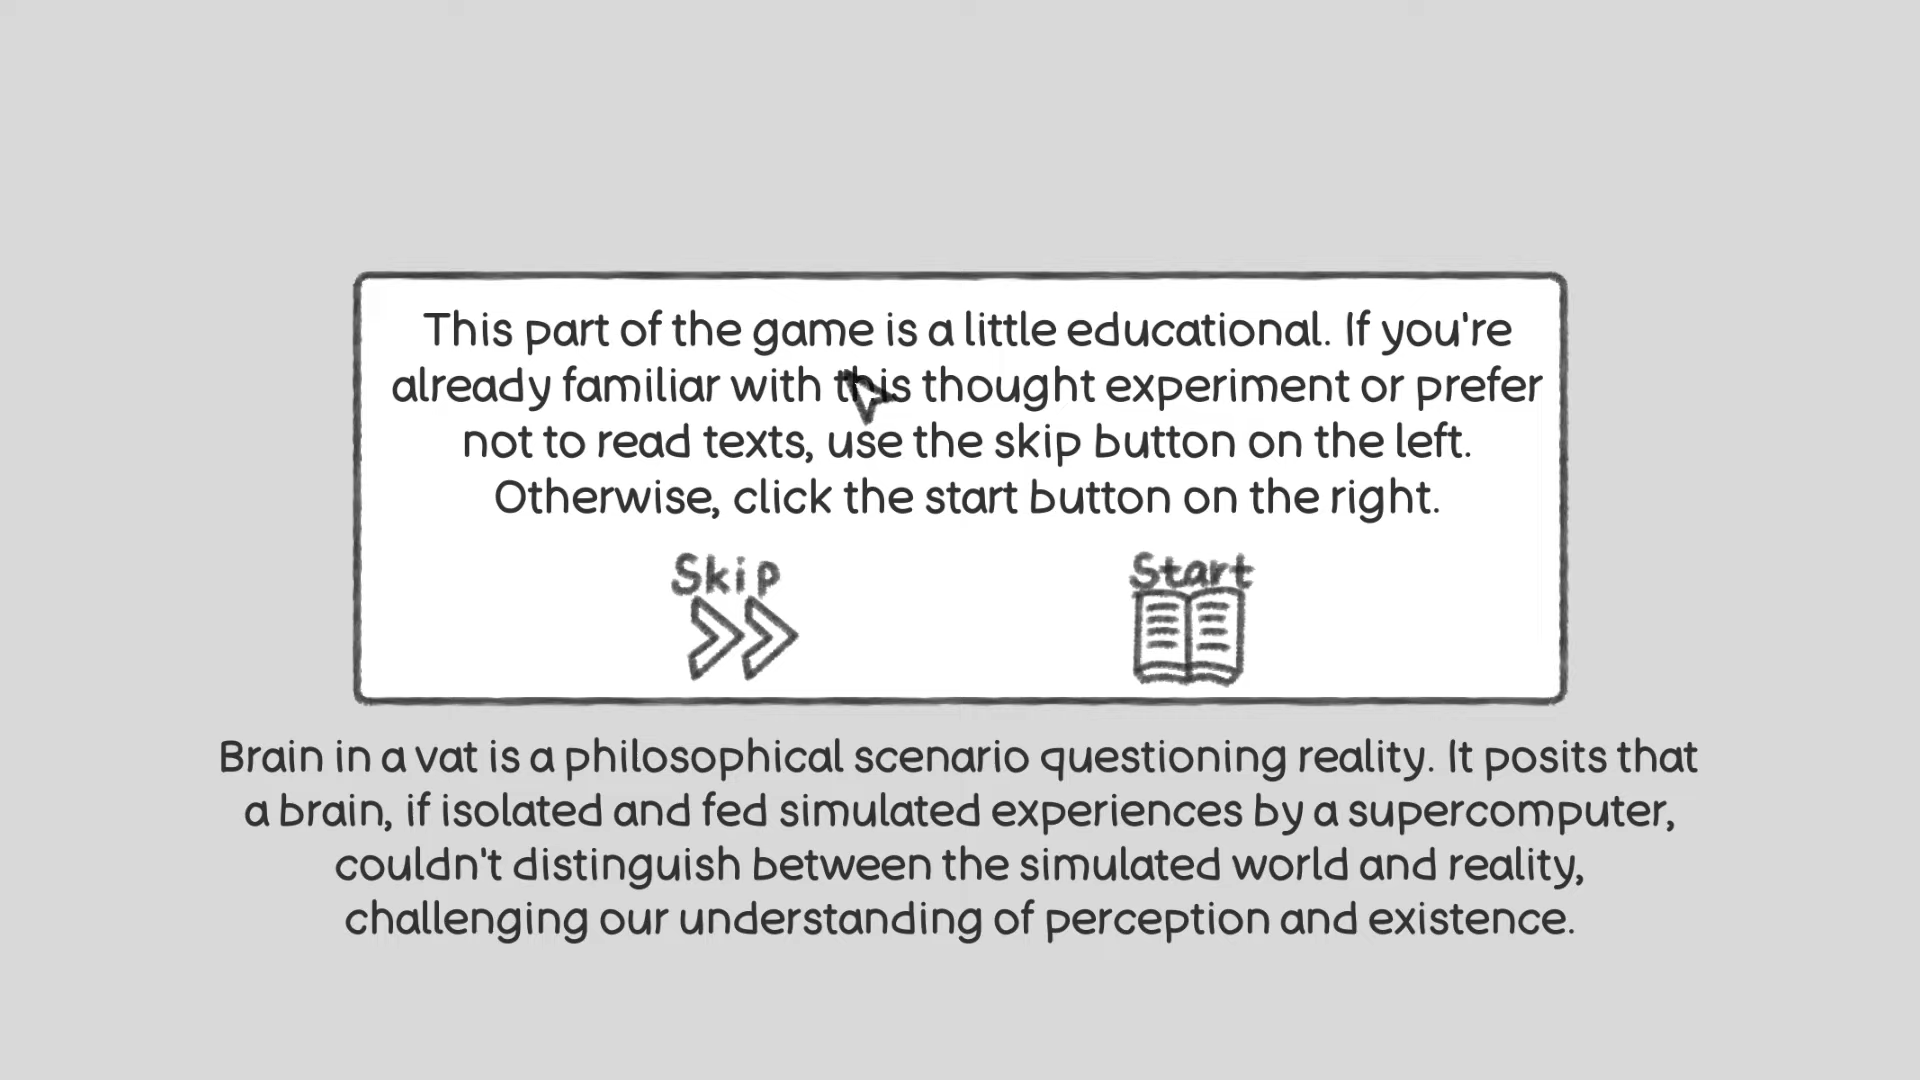 This part of the game is a little educational. If you're
already familiar with this thought experiment or prefer
not to read texts, use the skip button on the left.
Otherwise, click the start button on the right.
Skip
Start
Brain in a vat is a philosophical scenario questioning reality. It posits that
a brain, if isolated and fed simulated experiences by a supercomputer,
couldn't distinguish between the simulated world and reality,
challenging our understanding of perception and existence.